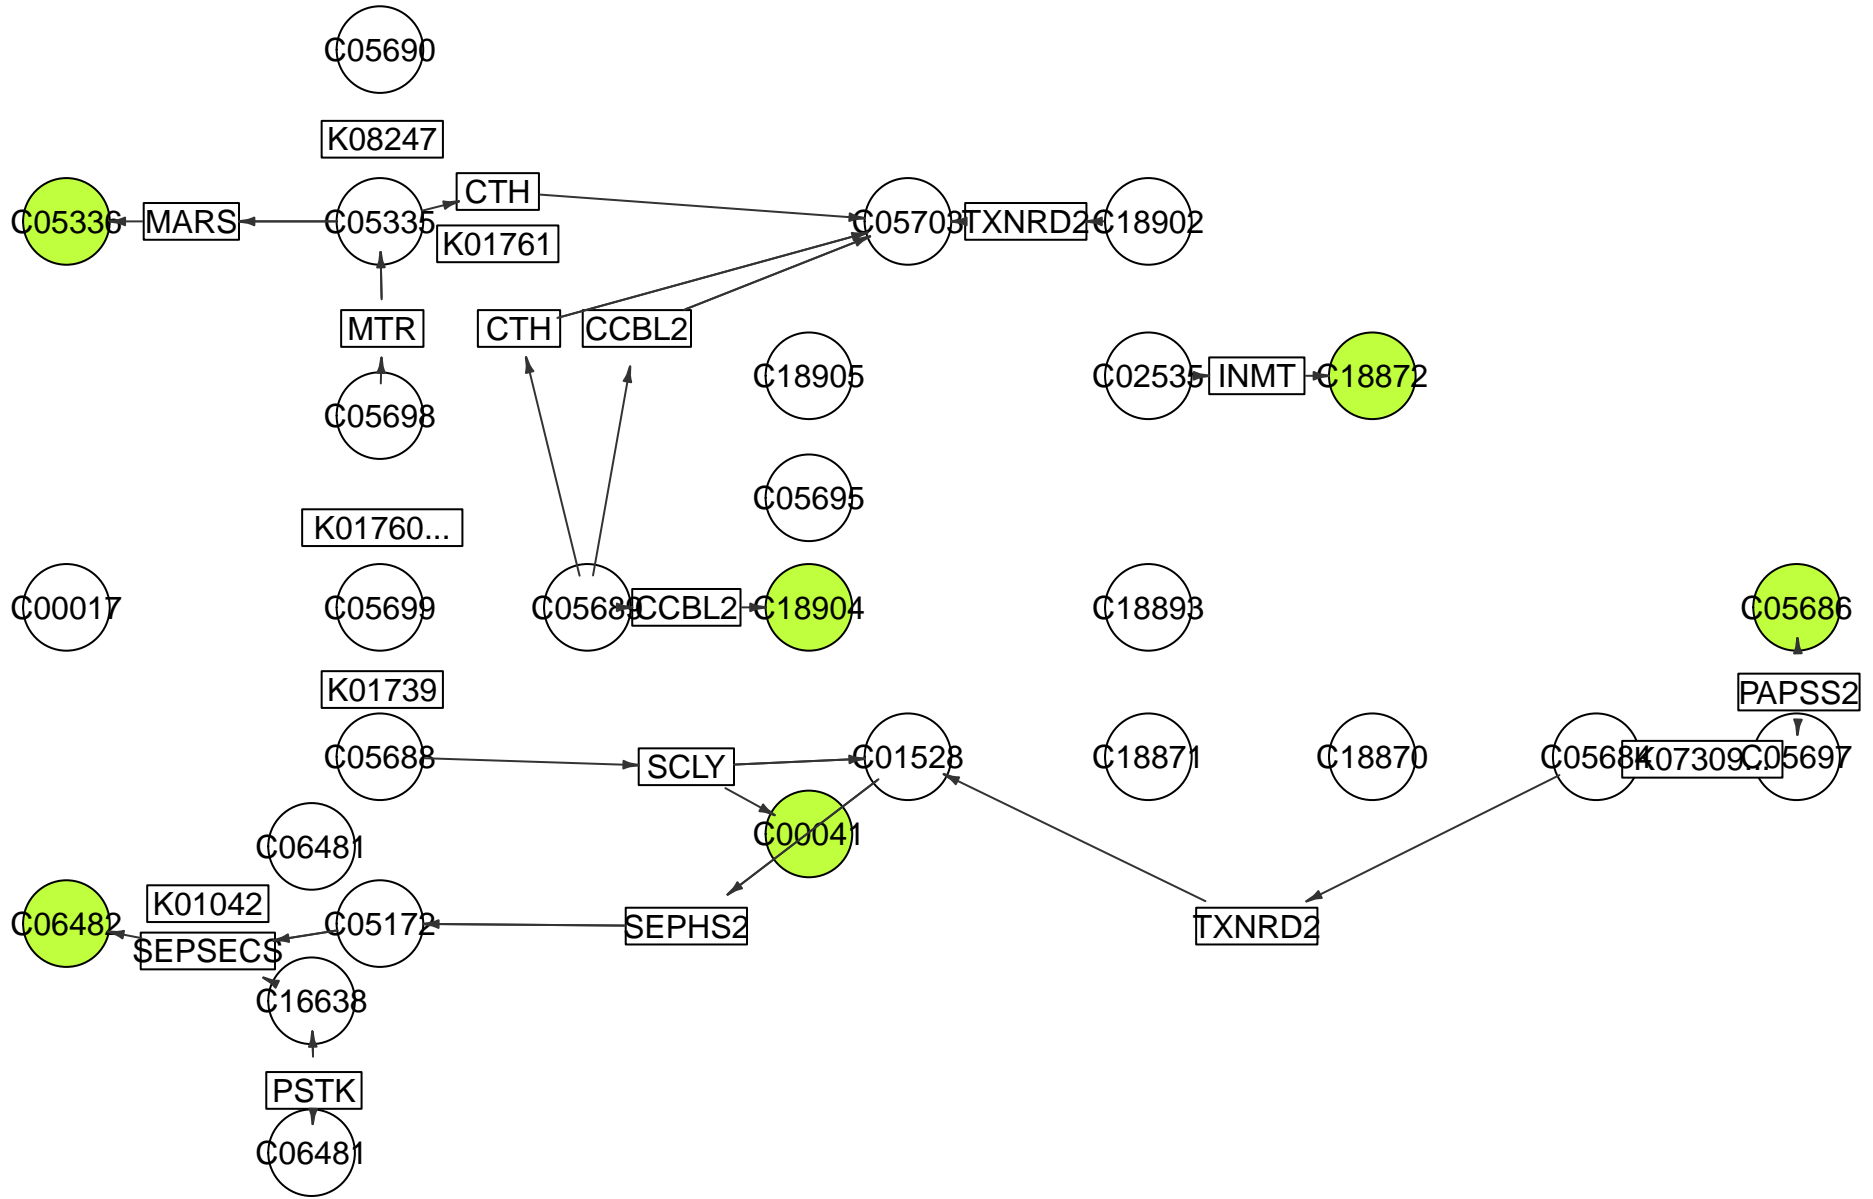 C05690
K08247
CTH
C05336
MARS
C05335
C05703
TXNRD2
C18902
K01761
MTR
CTH
CCBL2
C18905
C02535
INMT
C18872
C05698
C05695
K01760...
C00017
C05699
C05689
CCBL2
C18904
C18893
C05686
K01739
PAPSS2
C05688
SCLY
C01528
C18871
C18870
C05684
K07309...
C05697
C00041
C06481
K01042
C06482
SEPSECS
C05172
SEPHS2
TXNRD2
C16638
PSTK
C06481